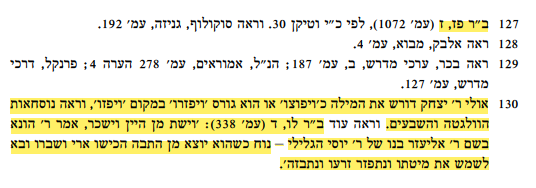 127 ב״ר פז, ז (עמ׳ 1072), לפי כ״י וטיקן 30. וראה סוקולוף, גניזה, עמ׳ 192.
128 ראה אלבק, מבוא, עמ׳ 4.
129 ראה בכר, ערכי מדרש, ב, עמ׳ 187; הנ״ל, אמוראים, עמ׳ 278 הערה 4; פרנקל, דרכי
מדרש, עמ׳ 127.
130 אולי ר׳ יצחק דורש את המילה כ׳ויפוצו׳ או הוא גורס ׳ויפזרו׳ במקום ׳ויפוזו׳, וראה נוסחאות
הוולגטה והשבעים. וראה עוד ב״ר לו, ד (עמ׳ 338): ׳וישת מן היין וישכר, אמר ר׳ הונא
בשם ר׳ אליעזר בנו של ר׳ יוסי הגלילי – נוח כשהוא יוצא מן התבה הכישו ארי ושברו ובא
לשמש את מיטתו ונתפזר זרעו ונתבזה׳.